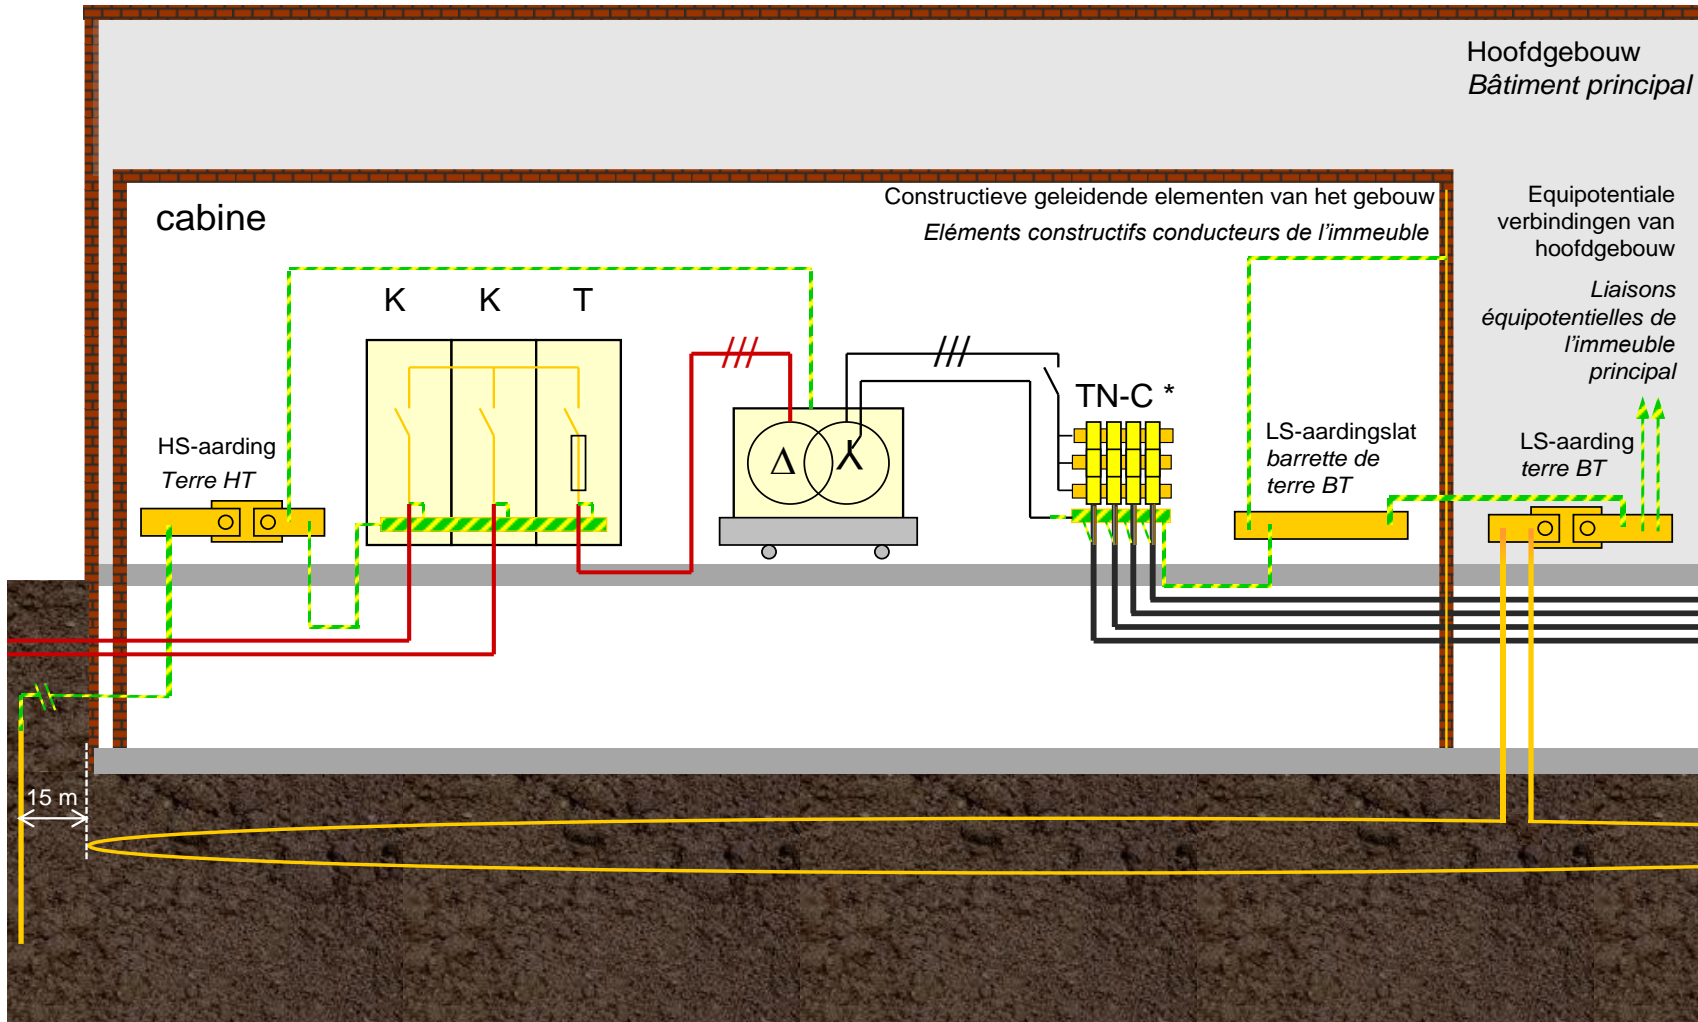 Hoofdgebouw
Bâtiment principal
Constructieve geleidende elementen van het gebouw
Eléments constructifs conducteurs de l'immeuble
cabine
Equipotentiale
verbindingen van
hoofdgebouw
Liaisons
équipotentielles de
l'immeuble
principal
K K T
TN-C *
HS-aarding
Terre HT
Δ
LS-aardingslat
barrette de
terre BT
LS-aarding
terre BT
15 m